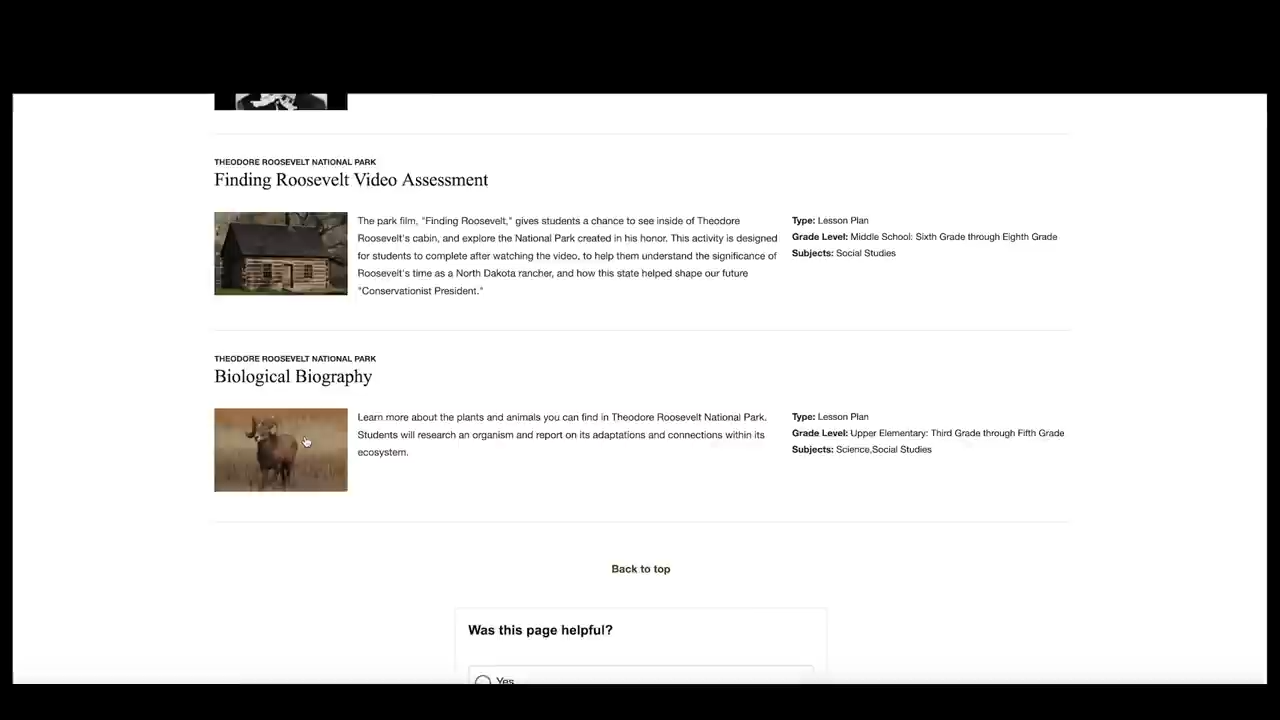 THEODORE ROOSEVELT NATIONAL PARK
Finding Roosevelt Video Assessment
The park film, "Finding Roosevelt," gives students a chance to see inside of Theodore
Roosevelt's cabin, and explore the National Park created in his honor. This activity is designed
for students to complete after watching the video, to help them understand the significance of
Roosevelt's time as a North Dakota rancher, and how this state helped shape our future
"Conservationist President."
Type: Lesson Plan
Grade Level: Middle School: Sixth Grade through Eighth Grade
Subjects: Social Studies
THEODORE ROOSEVELT NATIONAL PARK
Biological Biography
Learn more about the plants and animals you can find in Theodore Roosevelt National Park.
Students will research an organism and report on its adaptations and connections within its
ecosystem.
Type: Lesson Plan
Grade Level: Upper Elementary: Third Grade through Fifth Grade
Subjects: Science,Social Studies
Back to top
Was this page helpful?
Yes